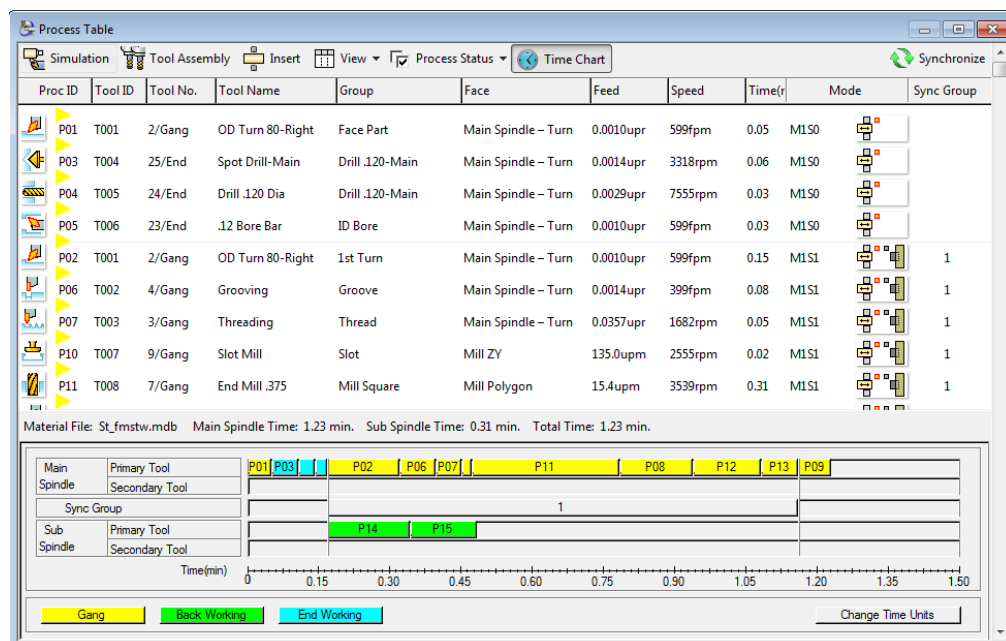 Process Table
Simulation Tool Assembly Insert View Process Status Time Chart Synchronize
Proc ID Tool ID Tool No. Tool Name Group Face Feed Speed Time(r Mode Sync Group
P01 T001 2/Gang OD Turn 80-Right Face Part Main Spindle – Turn 0.0010upr 599fpm 0.05 M1S0
P03 T004 25/End Spot Drill-Main Drill .120-Main Main Spindle – Turn 0.0014upr 3318rpm 0.06 M1S0
P04 T005 24/End Drill .120 Dia Drill .120-Main Main Spindle – Turn 0.0029upr 7555rpm 0.03 M1S0
P05 T006 23/End .12 Bore Bar ID Bore Main Spindle – Turn 0.0010upr 599fpm 0.03 M1S0
P02 T001 2/Gang OD Turn 80-Right 1st Turn Main Spindle – Turn 0.0010upr 599fpm 0.15 M1S1 1
P06 T002 4/Gang Grooving Groove Main Spindle – Turn 0.0014upr 399fpm 0.08 M1S1 1
P07 T003 3/Gang Threading Thread Main Spindle – Turn 0.0357upr 1682rpm 0.05 M1S1 1
P10 T007 9/Gang Slot Mill Slot Mill ZY 135.0upm 2555rpm 0.02 M1S1 1
P11 T008 7/Gang End Mill .375 Mill Square Mill Polygon 15.4upm 3539rpm 0.31 M1S1 1
Material File: St_fmstw.mdb Main Spindle Time: 1.23 min. Sub Spindle Time: 0.31 min. Total Time: 1.23 min.
Main Spindle Primary Tool P01 P03 P02 P06 P07 P11 P08 P12 P13 P09
Secondary Tool
Sync Group 1
Sub Spindle Primary Tool P14 P15
Secondary Tool
Time(min) 0 0.15 0.30 0.45 0.60 0.75 0.90 1.05 1.20 1.35 1.50
Gang Back Working End Working Change Time Units